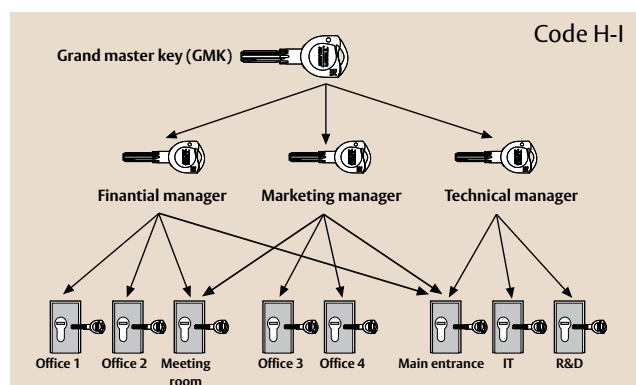 Code H-I
Grand master key (GMK)
Finantial manager
Marketing manager
Technical manager
Office 1
Office 2
Meeting
room
Office 3
Office 4
Main entrance
IT
R&D